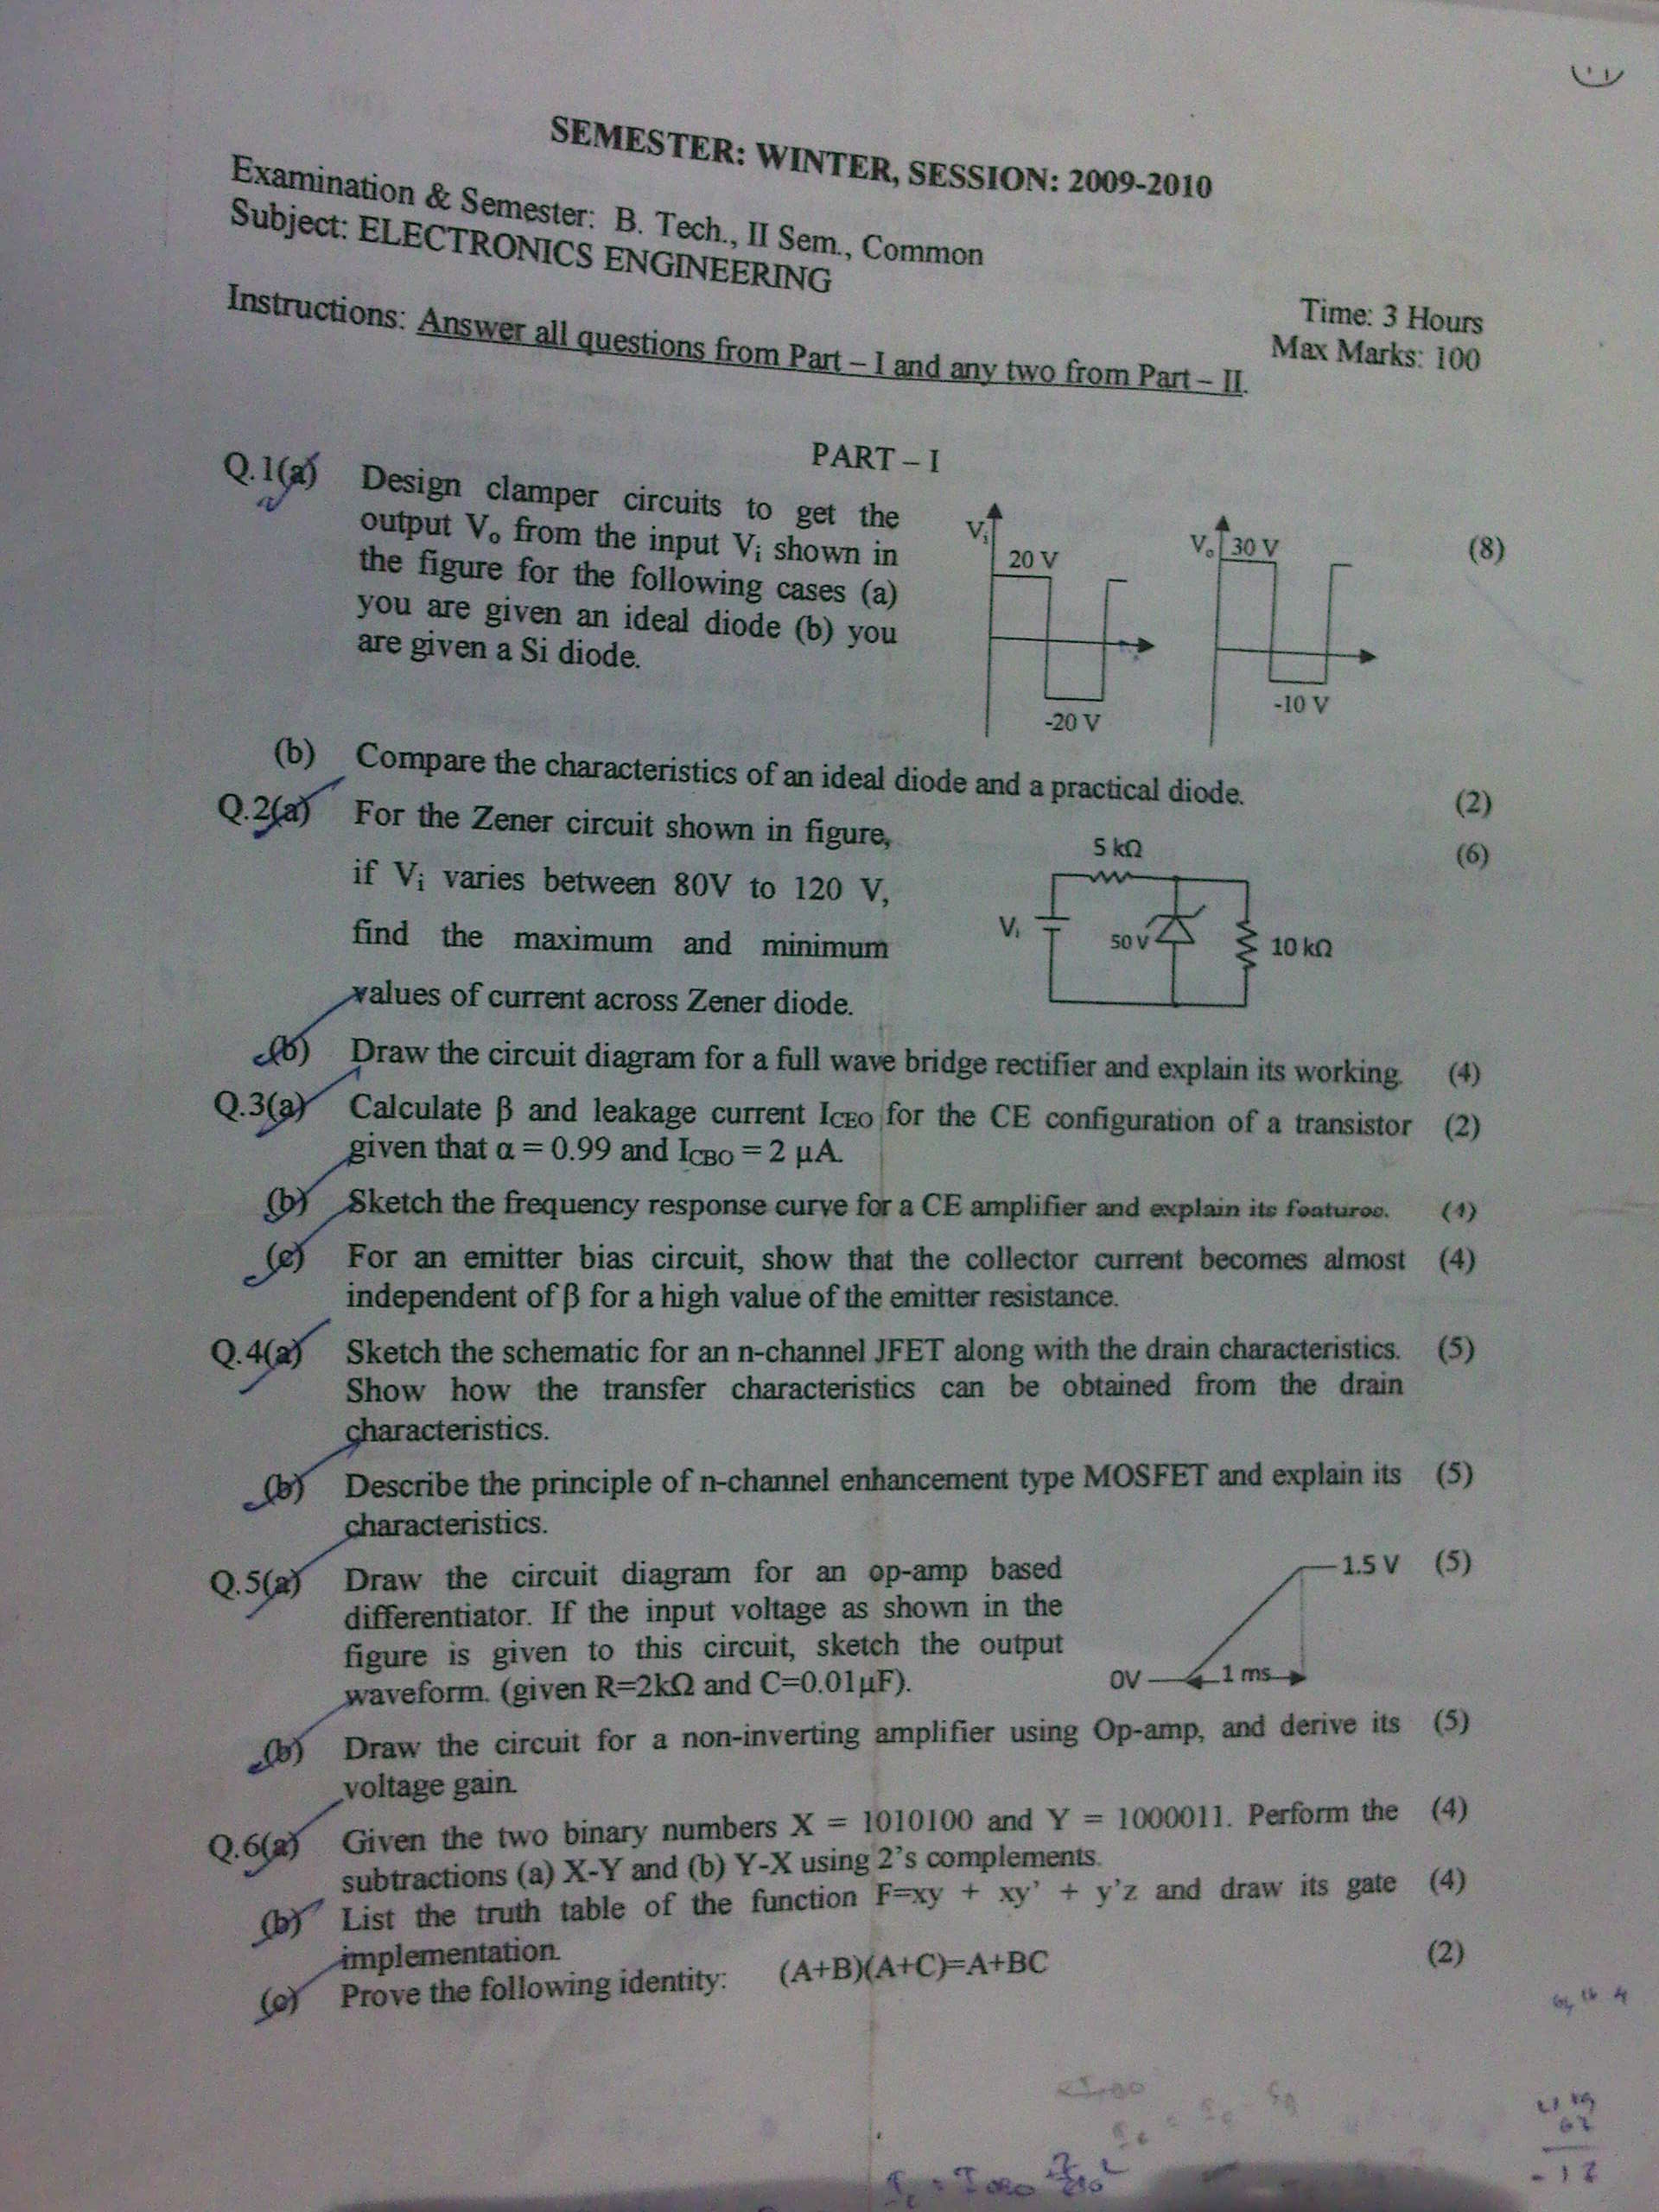 SEMESTER: WINTER, SESSION: 2009-2010
Examination & Semester: B. Tech., II Sem., Common
Subject: ELECTRONICS ENGINEERING
Time: 3 Hours
Max Marks: 100
Instructions: Answer all questions from Part – I and any two from Part – II.
PART – I
Q.1(a) Design clamper circuits to get the
output Vo from the input Vi shown in
the figure for the following cases (a)
you are given an ideal diode (b) you
are given a Si diode.
(8)
Vi
20 V
-20 V
Vo
30 V
-10 V
(b) Compare the characteristics of an ideal diode and a practical diode. (2)
Q.2(a) For the Zener circuit shown in figure, (6)
if Vi varies between 80V to 120 V,
find the maximum and minimum
values of current across Zener diode.
5 kΩ
Vi
50 V
10 kΩ
(b) Draw the circuit diagram for a full wave bridge rectifier and explain its working. (4)
Q.3(a) Calculate β and leakage current ICEO for the CE configuration of a transistor (2)
given that α = 0.99 and ICBO = 2 μA.
(b) Sketch the frequency response curve for a CE amplifier and explain its features. (4)
(c) For an emitter bias circuit, show that the collector current becomes almost (4)
independent of β for a high value of the emitter resistance.
Q.4(a) Sketch the schematic for an n-channel JFET along with the drain characteristics. (5)
Show how the transfer characteristics can be obtained from the drain
characteristics.
(b) Describe the principle of n-channel enhancement type MOSFET and explain its (5)
characteristics.
Q.5(a) Draw the circuit diagram for an op-amp based
differentiator. If the input voltage as shown in the
figure is given to this circuit, sketch the output
waveform. (given R=2kΩ and C=0.01μF).
1.5 V (5)
0V
1 ms
(b) Draw the circuit for a non-inverting amplifier using Op-amp, and derive its (5)
voltage gain.
Q.6(a) Given the two binary numbers X = 1010100 and Y = 1000011. Perform the (4)
subtractions (a) X-Y and (b) Y-X using 2's complements.
(b) List the truth table of the function F=xy + xy' + y'z and draw its gate (4)
implementation.
(c) Prove the following identity: (A+B)(A+C)=A+BC (2)